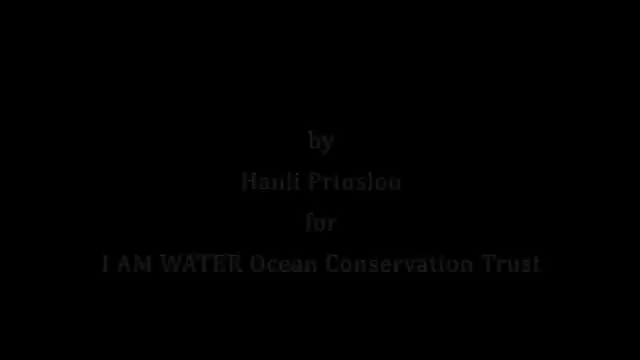 by
Hanli Prinsloo
for
I AM WATER Ocean Conservation Trust